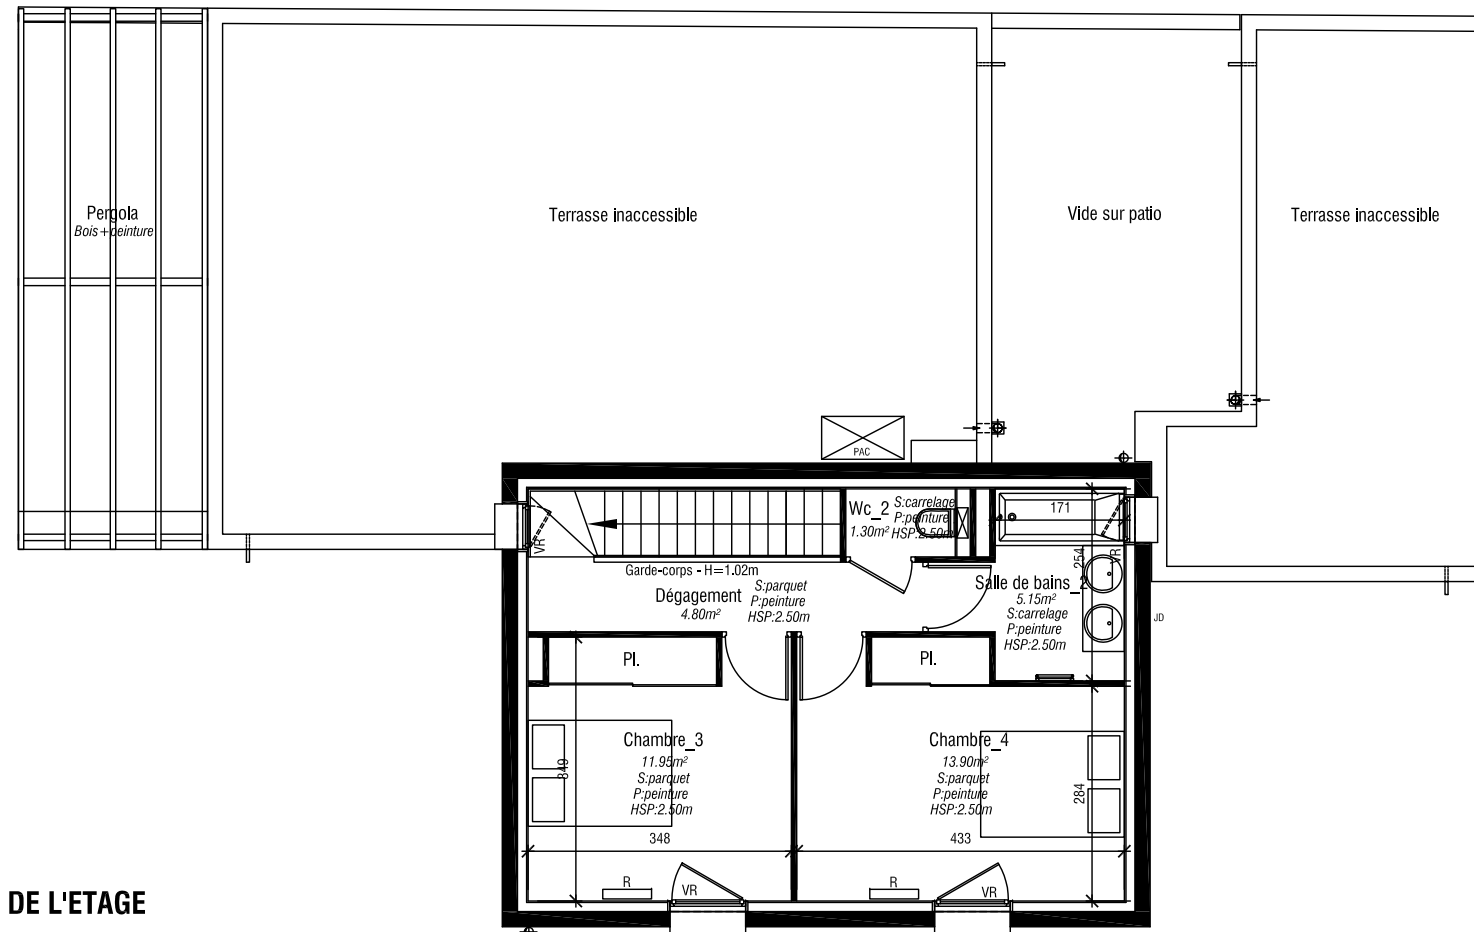 Pergola
Bois+peinture
Terrasse inaccessible
Vide sur patio
Terrasse inaccessible
PAC
Wc_2
1.30m²
S:carrelage
P:peinture
HSP:2.50m
171
VR
VR
254
Garde-corps - H=1.02m
Dégagement
4.80m²
S:parquet
P:peinture
HSP:2.50m
Salle de bains_2
5.15m²
S:carrelage
P:peinture
HSP:2.50m
JD
Pl.
Pl.
Chambre_3
11.95m²
S:parquet
P:peinture
HSP:2.50m
349
348
Chambre_4
13.90m²
S:parquet
P:peinture
HSP:2.50m
284
433
R
VR
R
VR
DE L'ETAGE